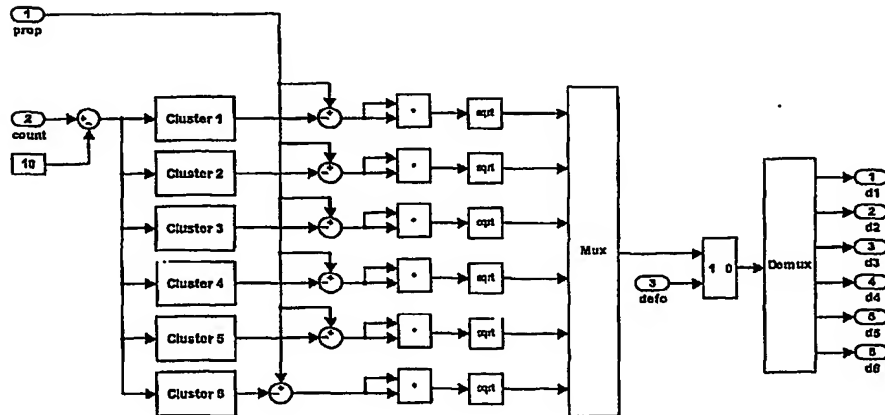 1
prop
2
count
10
Cluster 1
Cluster 2
Cluster 3
Cluster 4
Cluster 5
Cluster 6
sqrt
sqrt
sqrt
sqrt
sqrt
sqrt
Mux
3
defo
1 0
Demux
1
d1
2
d2
3
d3
4
d4
5
d5
6
d6